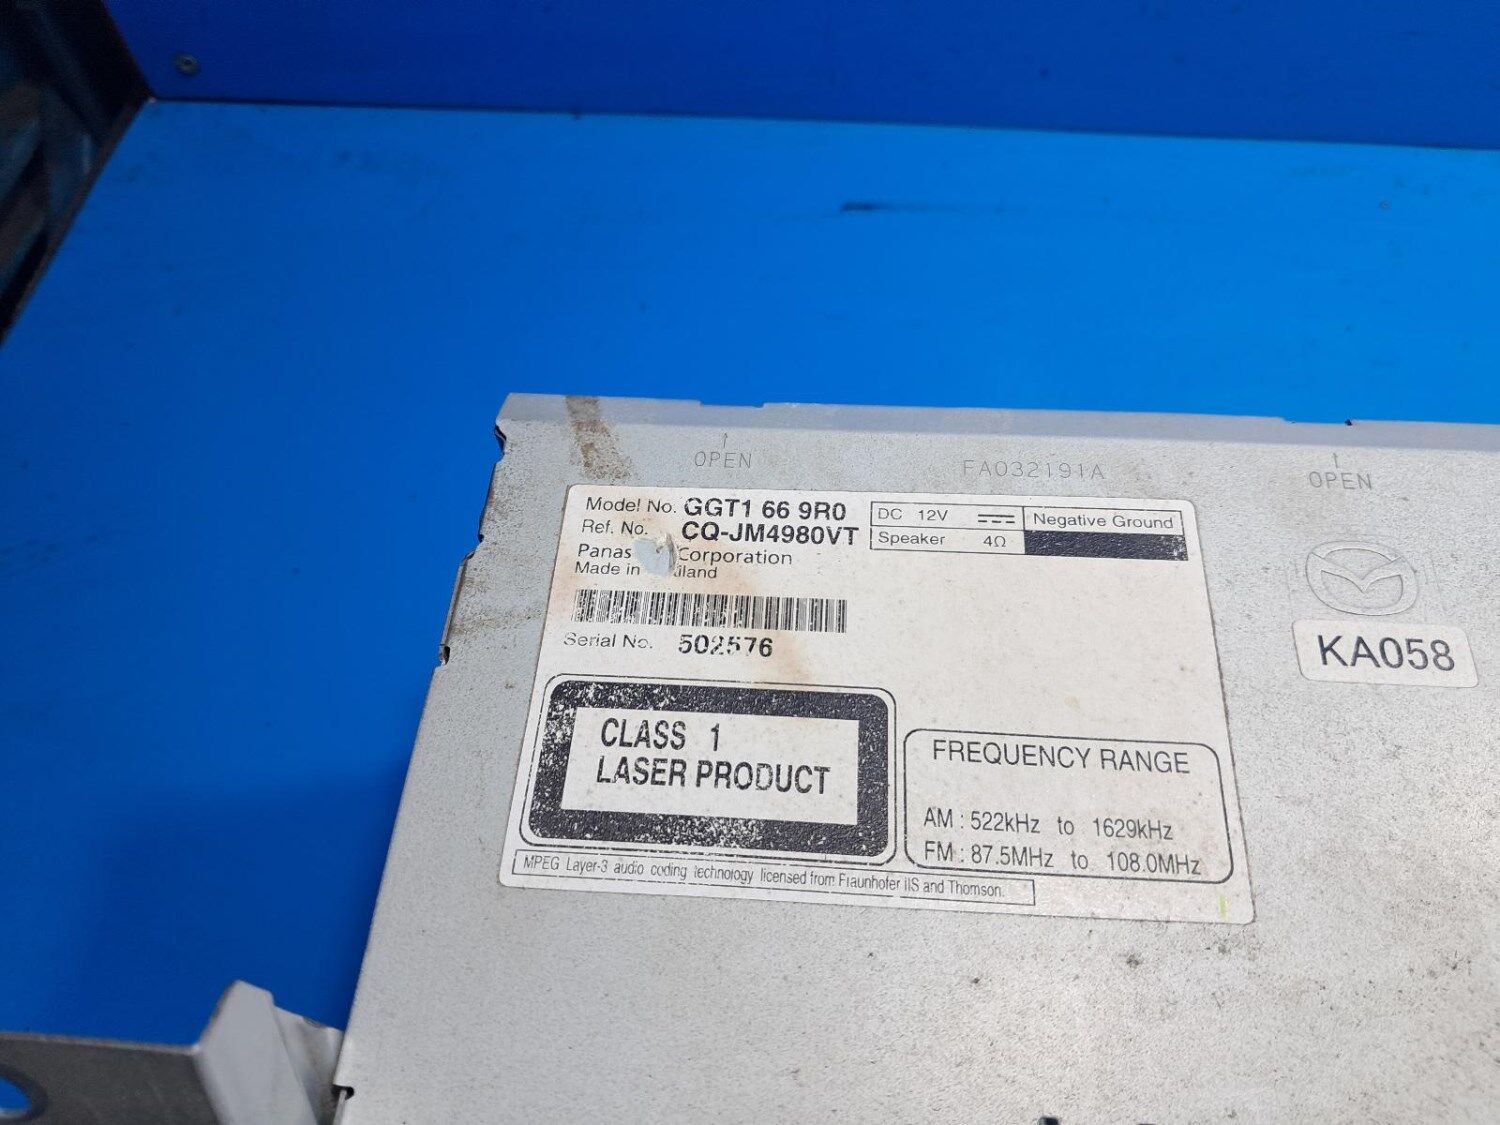 OPEN
FA032191A
OPEN
Model No. GGT1 66 9R0
Ref. No. CQ-JM4980VT
DC 12V
Negative Ground
Speaker 4Ω
Panas Corporation
Made in iland
Serial No. 502576
KA058
CLASS 1
LASER PRODUCT
FREQUENCY RANGE
AM : 522kHz to 1629kHz
FM : 87.5MHz to 108.0MHz
MPEG Layer-3 audio coding technology licensed from Fraunhofer IIS and Thomson.